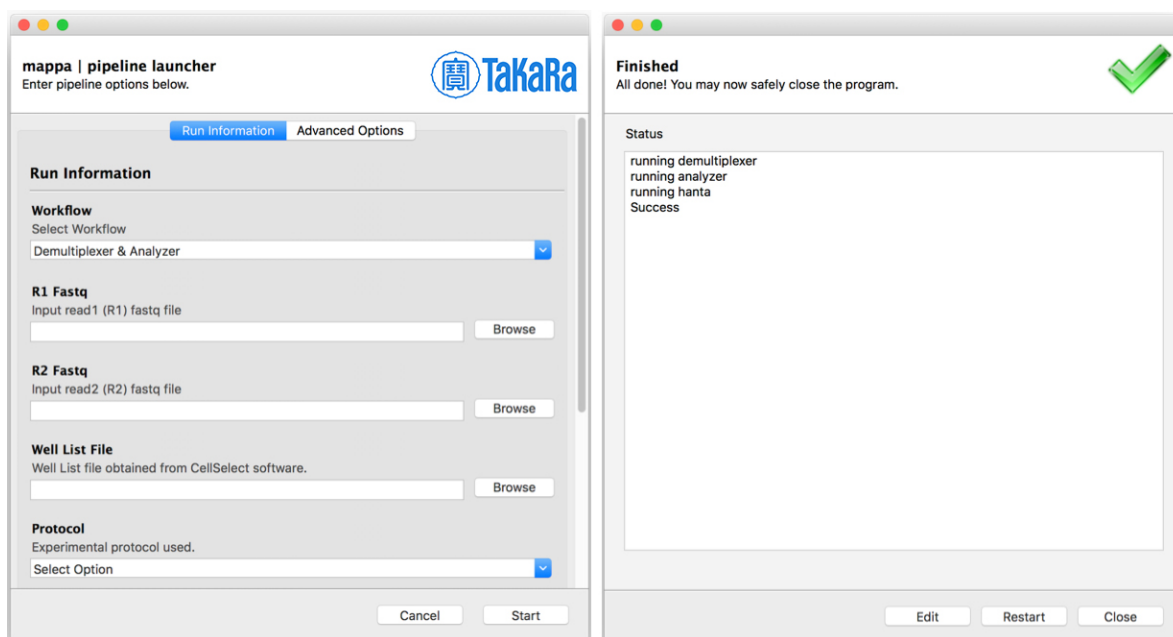 mappa | pipeline launcher
Enter pipeline options below.
寶 TaKaRa
Run Information
Advanced Options
Run Information
Workflow
Select Workflow
Demultiplexer & Analyzer
R1 Fastq
Input read1 (R1) fastq file
Browse
R2 Fastq
Input read2 (R2) fastq file
Browse
Well List File
Well List file obtained from CellSelect software.
Browse
Protocol
Experimental protocol used.
Select Option
Cancel
Start
Finished
All done! You may now safely close the program.
Status
running demultiplexer
running analyzer
running hanta
Success
Edit
Restart
Close